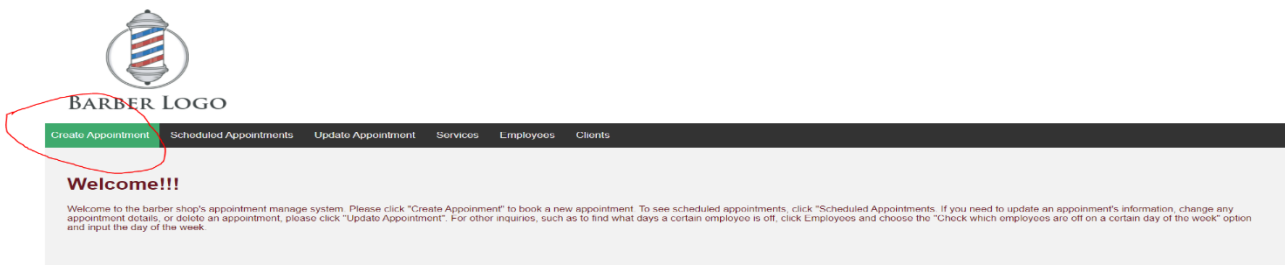 BARBER LOGO
Create Appointment Scheduled Appointments Update Appointment Services Employees Clients
Welcome!!!
Welcome to the barber shop's appointment manage system. Please click "Create Appoinment" to book a new appointment. To see scheduled appointments, click "Scheduled Appointments. If you need to update an appoinment's information, change any
appointment details, or delete an appointment, please click "Update Appointment". For other inquiries, such as to find what days a certain employee is off, click Employees and choose the "Check which employees are off on a certain day of the week" option
and input the day of the week.